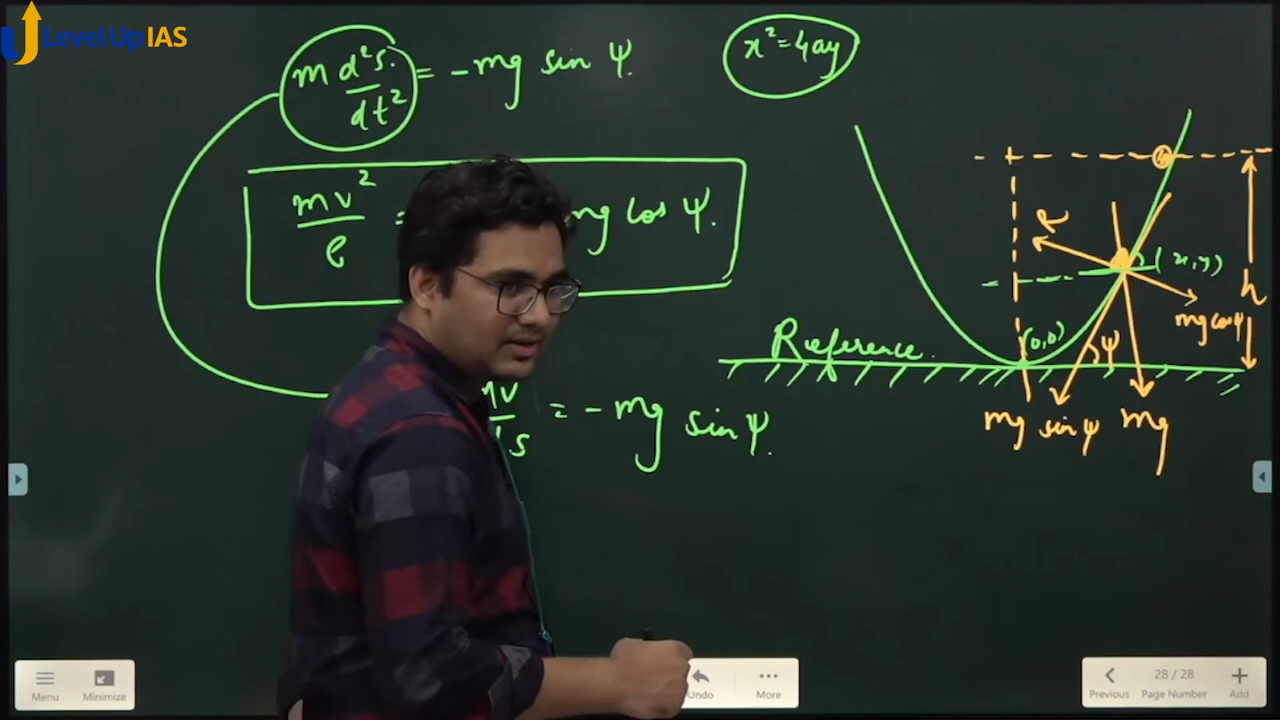 Level Up IAS
m d²s/dt² = -mg sin ψ.
x² = 4ay
mv²/ρ = mg cos ψ.
mv/ds = -mg sin ψ.
Reference.
(0,0)
(x,y)
R
h
mg cos ψ
ψ
mg sin ψ
mg
Menu
Minimize
Undo
More
Previous
28 / 28
Page Number
Add